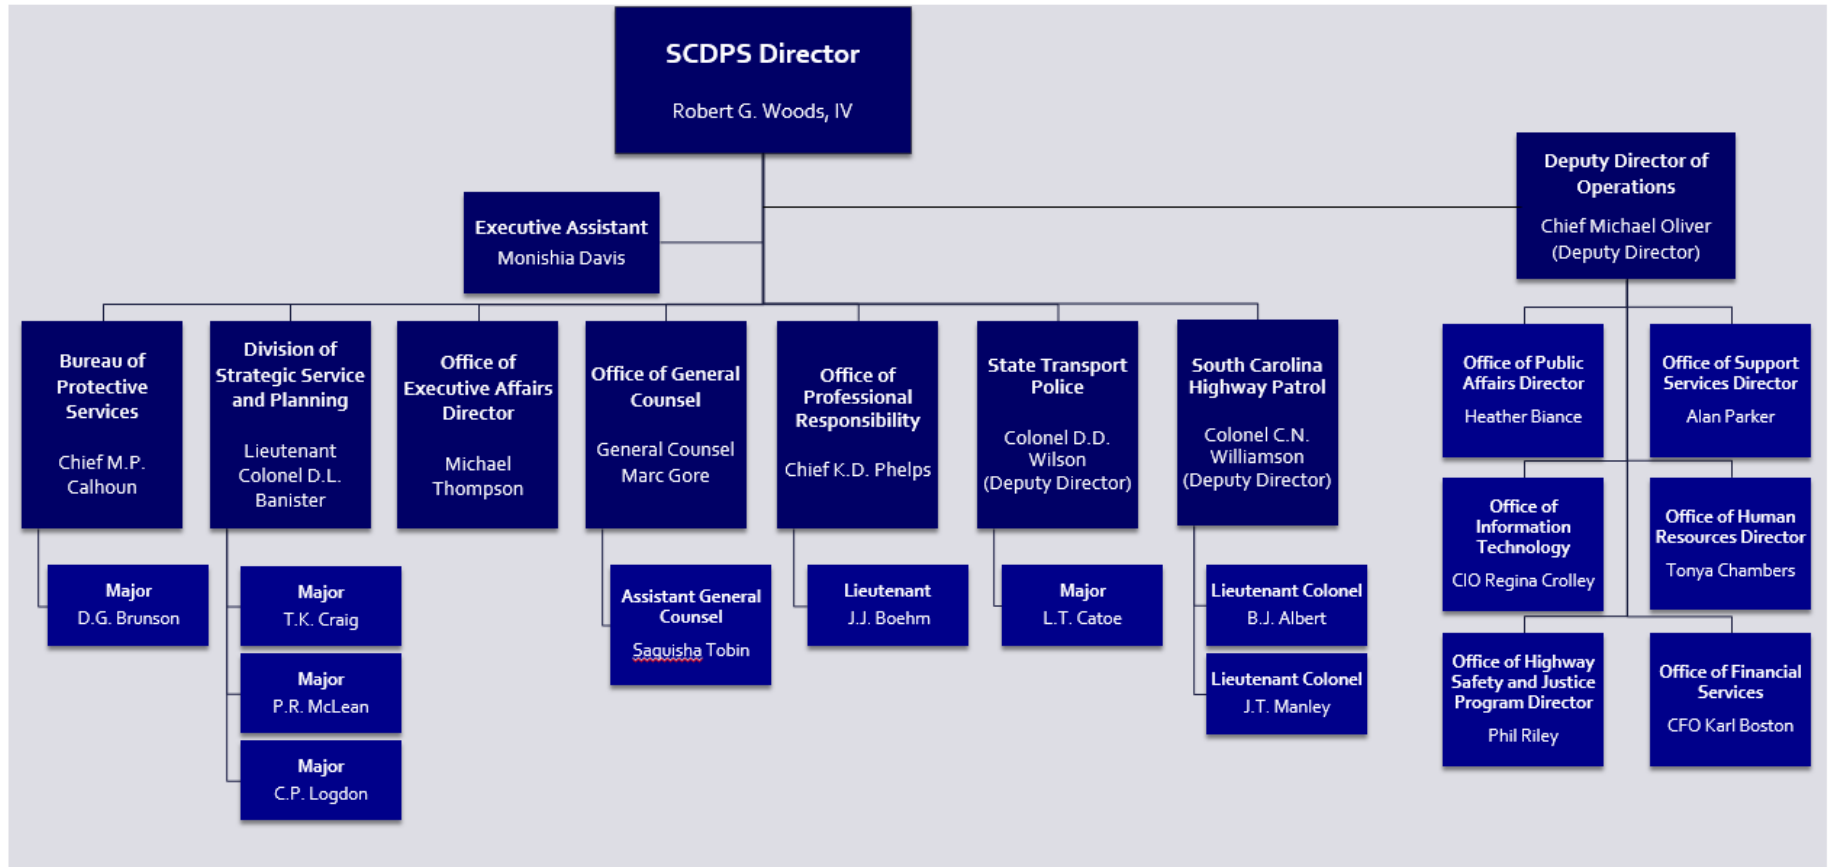 SCDPS Director
Robert G. Woods, IV
Deputy Director of
Operations
Chief Michael Oliver
(Deputy Director)
Executive Assistant
Monishia Davis
Bureau of
Protective
Services
Chief M.P.
Calhoun
Division of
Strategic Service
and Planning
Lieutenant
Colonel D.L.
Banister
Office of
Executive Affairs
Director
Michael
Thompson
Office of General
Counsel
General Counsel
Marc Gore
Office of
Professional
Responsibility
Chief K.D. Phelps
State Transport
Police
Colonel D.D.
Wilson
(Deputy Director)
South Carolina
Highway Patrol
Colonel C.N.
Williamson
(Deputy Director)
Office of Public
Affairs Director
Heather Biance
Office of Support
Services Director
Alan Parker
Office of
Information
Technology
CIO Regina Crolley
Office of Human
Resources Director
Tonya Chambers
Office of Highway
Safety and Justice
Program Director
Phil Riley
Office of Financial
Services
CFO Karl Boston
Major
D.G. Brunson
Major
T.K. Craig
Major
P.R. McLean
Major
C.P. Logdon
Assistant General
Counsel
Saquisha Tobin
Lieutenant
J.J. Boehm
Major
L.T. Catoe
Lieutenant Colonel
B.J. Albert
Lieutenant Colonel
J.T. Manley